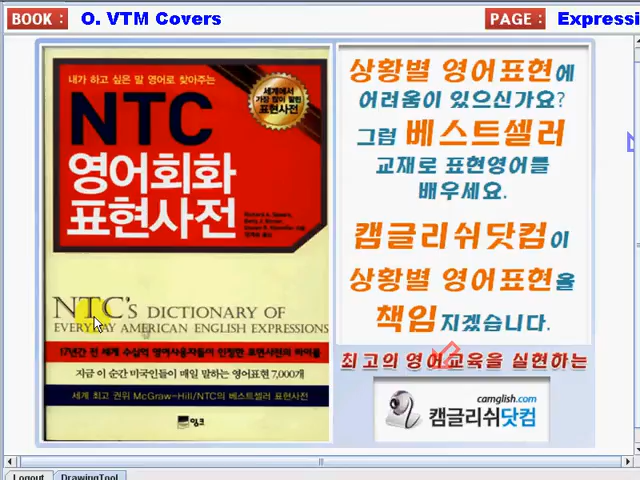 BOOK :
O. VTM Covers
PAGE :
Expressi
내가 하고 싶은 말 영어로 찾아주는
세계에서
가장 많이 팔린
표현사전
NTC
영어회화
표현사전
NTC's DICTIONARY OF
EVERYDAY AMERICAN ENGLISH EXPRESSIONS
17년간 전 세계 수십억 영어사용자들이 인정한 표현사전의 바이블
지금 이 순간 미국인들이 매일 말하는 영어표현 7,000개
세계 최고 권위 McGraw-Hill/NTC의 베스트셀러 표현사전
잉크
상황별 영어표현에
어려움이 있으신가요?
그럼 베스트셀러
교재로 표현영어를
배우세요.
캠글리쉬닷컴이
상황별 영어표현을
책임지겠습니다.
최고의 영어교육을 실현하는
camglish.com
캠글리쉬닷컴
Logout
DrawingTool